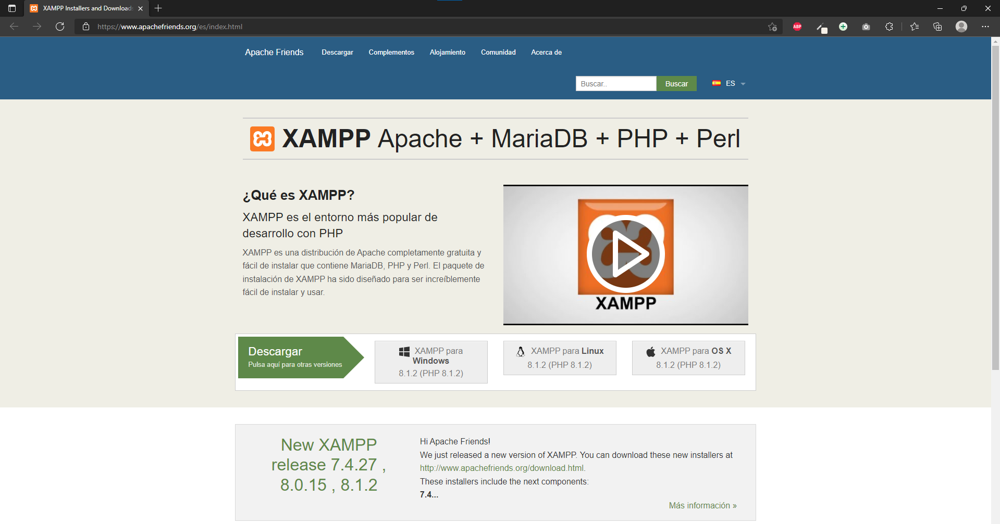 XAMPP Installers and Downloads
https://www.apachefriends.org/es/index.html
ABP
Apache Friends Descargar Complementos Alojamiento Comunidad Acerca de
Buscar.. Buscar ES
XAMPP Apache + MariaDB + PHP + Perl
¿Qué es XAMPP?
XAMPP es el entorno más popular de
desarrollo con PHP
XAMPP es una distribución de Apache completamente gratuita y
fácil de instalar que contiene MariaDB, PHP y Perl. El paquete de
instalación de XAMPP ha sido diseñado para ser increíblemente
fácil de instalar y usar.
XAMPP
Descargar
Pulsa aquí para otras versiones
XAMPP para
Windows
8.1.2 (PHP 8.1.2)
XAMPP para Linux
8.1.2 (PHP 8.1.2)
XAMPP para OS X
8.1.2 (PHP 8.1.2)
New XAMPP
release 7.4.27 ,
8.0.15 , 8.1.2
Hi Apache Friends!
We just released a new version of XAMPP. You can download these new installers at
http://www.apachefriends.org/download.html.
These installers include the next components:
7.4...
Más información »